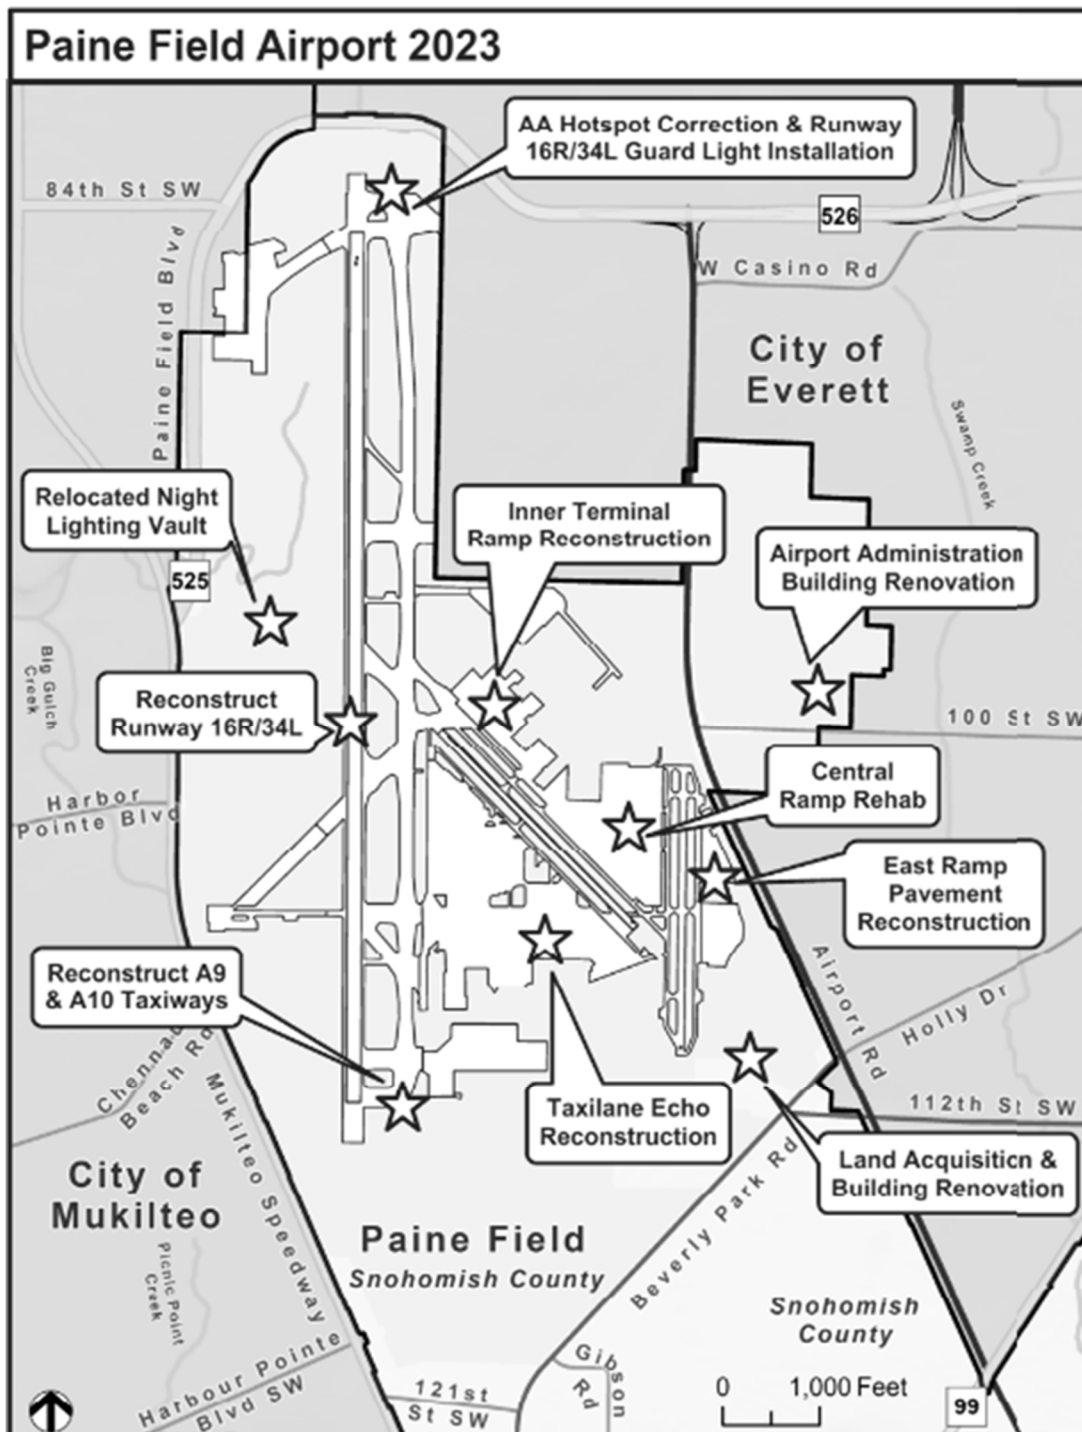 Paine Field Airport 2023
AA Hotspot Correction & Runway
16R/34L Guard Light Installation
84th St SW
526
Paine Field Blvd
W Casino Rd
City of
Everett
Swamp Creek
Relocated Night
Lighting Vault
Inner Terminal
Ramp Reconstruction
Airport Administration
Building Renovation
525
Big Gulch
Creek
Reconstruct
Runway 16R/34L
100 St SW
Central
Ramp Rehab
Harbor
Pointe Blvd
East Ramp
Pavement
Reconstruction
Reconstruct A9
& A10 Taxiways
Airport Rd
Holly Dr
Beach Rd
Mukilteo Speedway
Taxilane Echo
Reconstruction
112th St SW
Land Acquisition &
Building Renovation
City of
Mukilteo
Beverly Park Rd
Paine Field
Snohomish County
Picnic Point
Creek
Snohomish
County
Harbour Pointe
Blvd SW
Gibson
Rd
121st
St SW
0 1,000 Feet
99